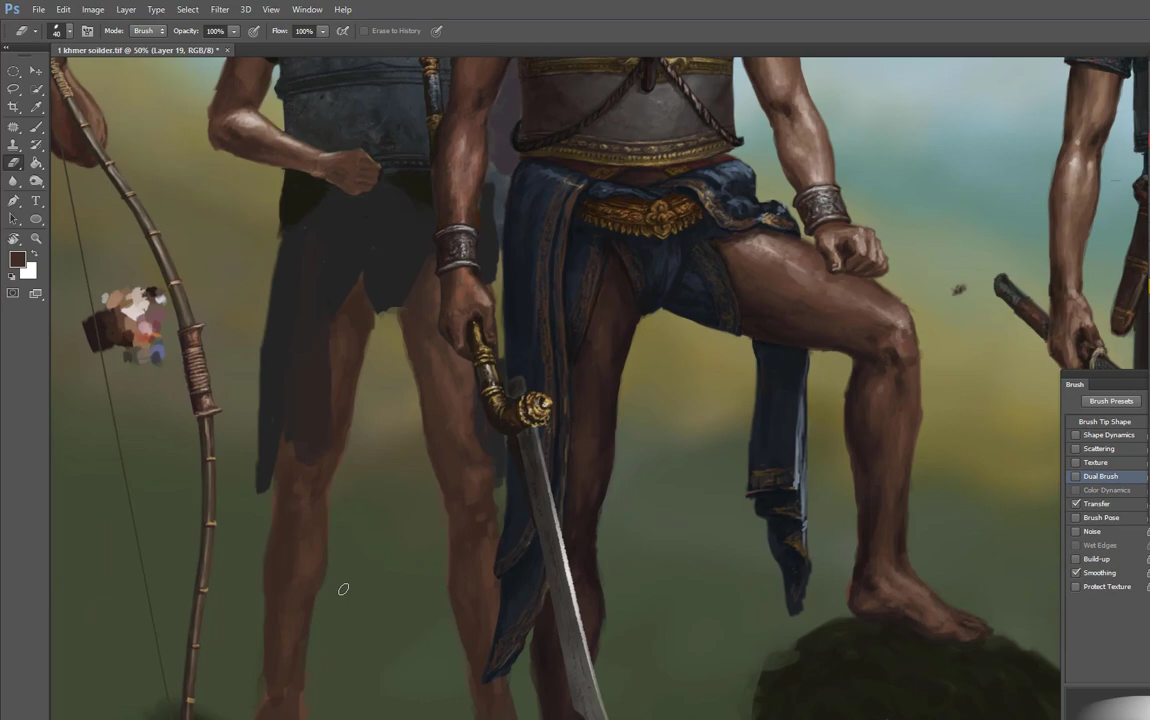 Ps File Edit Image Layer Type Select Filter 3D View Window Help
40 Mode: Brush Opacity: 100% Flow: 100% Erase to History
1 khmer soilder.tif @ 50% (Layer 19, RGB/8) * ×
Brush
Brush Presets
Brush Tip Shape
Shape Dynamics
Scattering
Texture
Dual Brush
Color Dynamics
Transfer
Brush Pose
Noise
Wet Edges
Build-up
Smoothing
Protect Texture